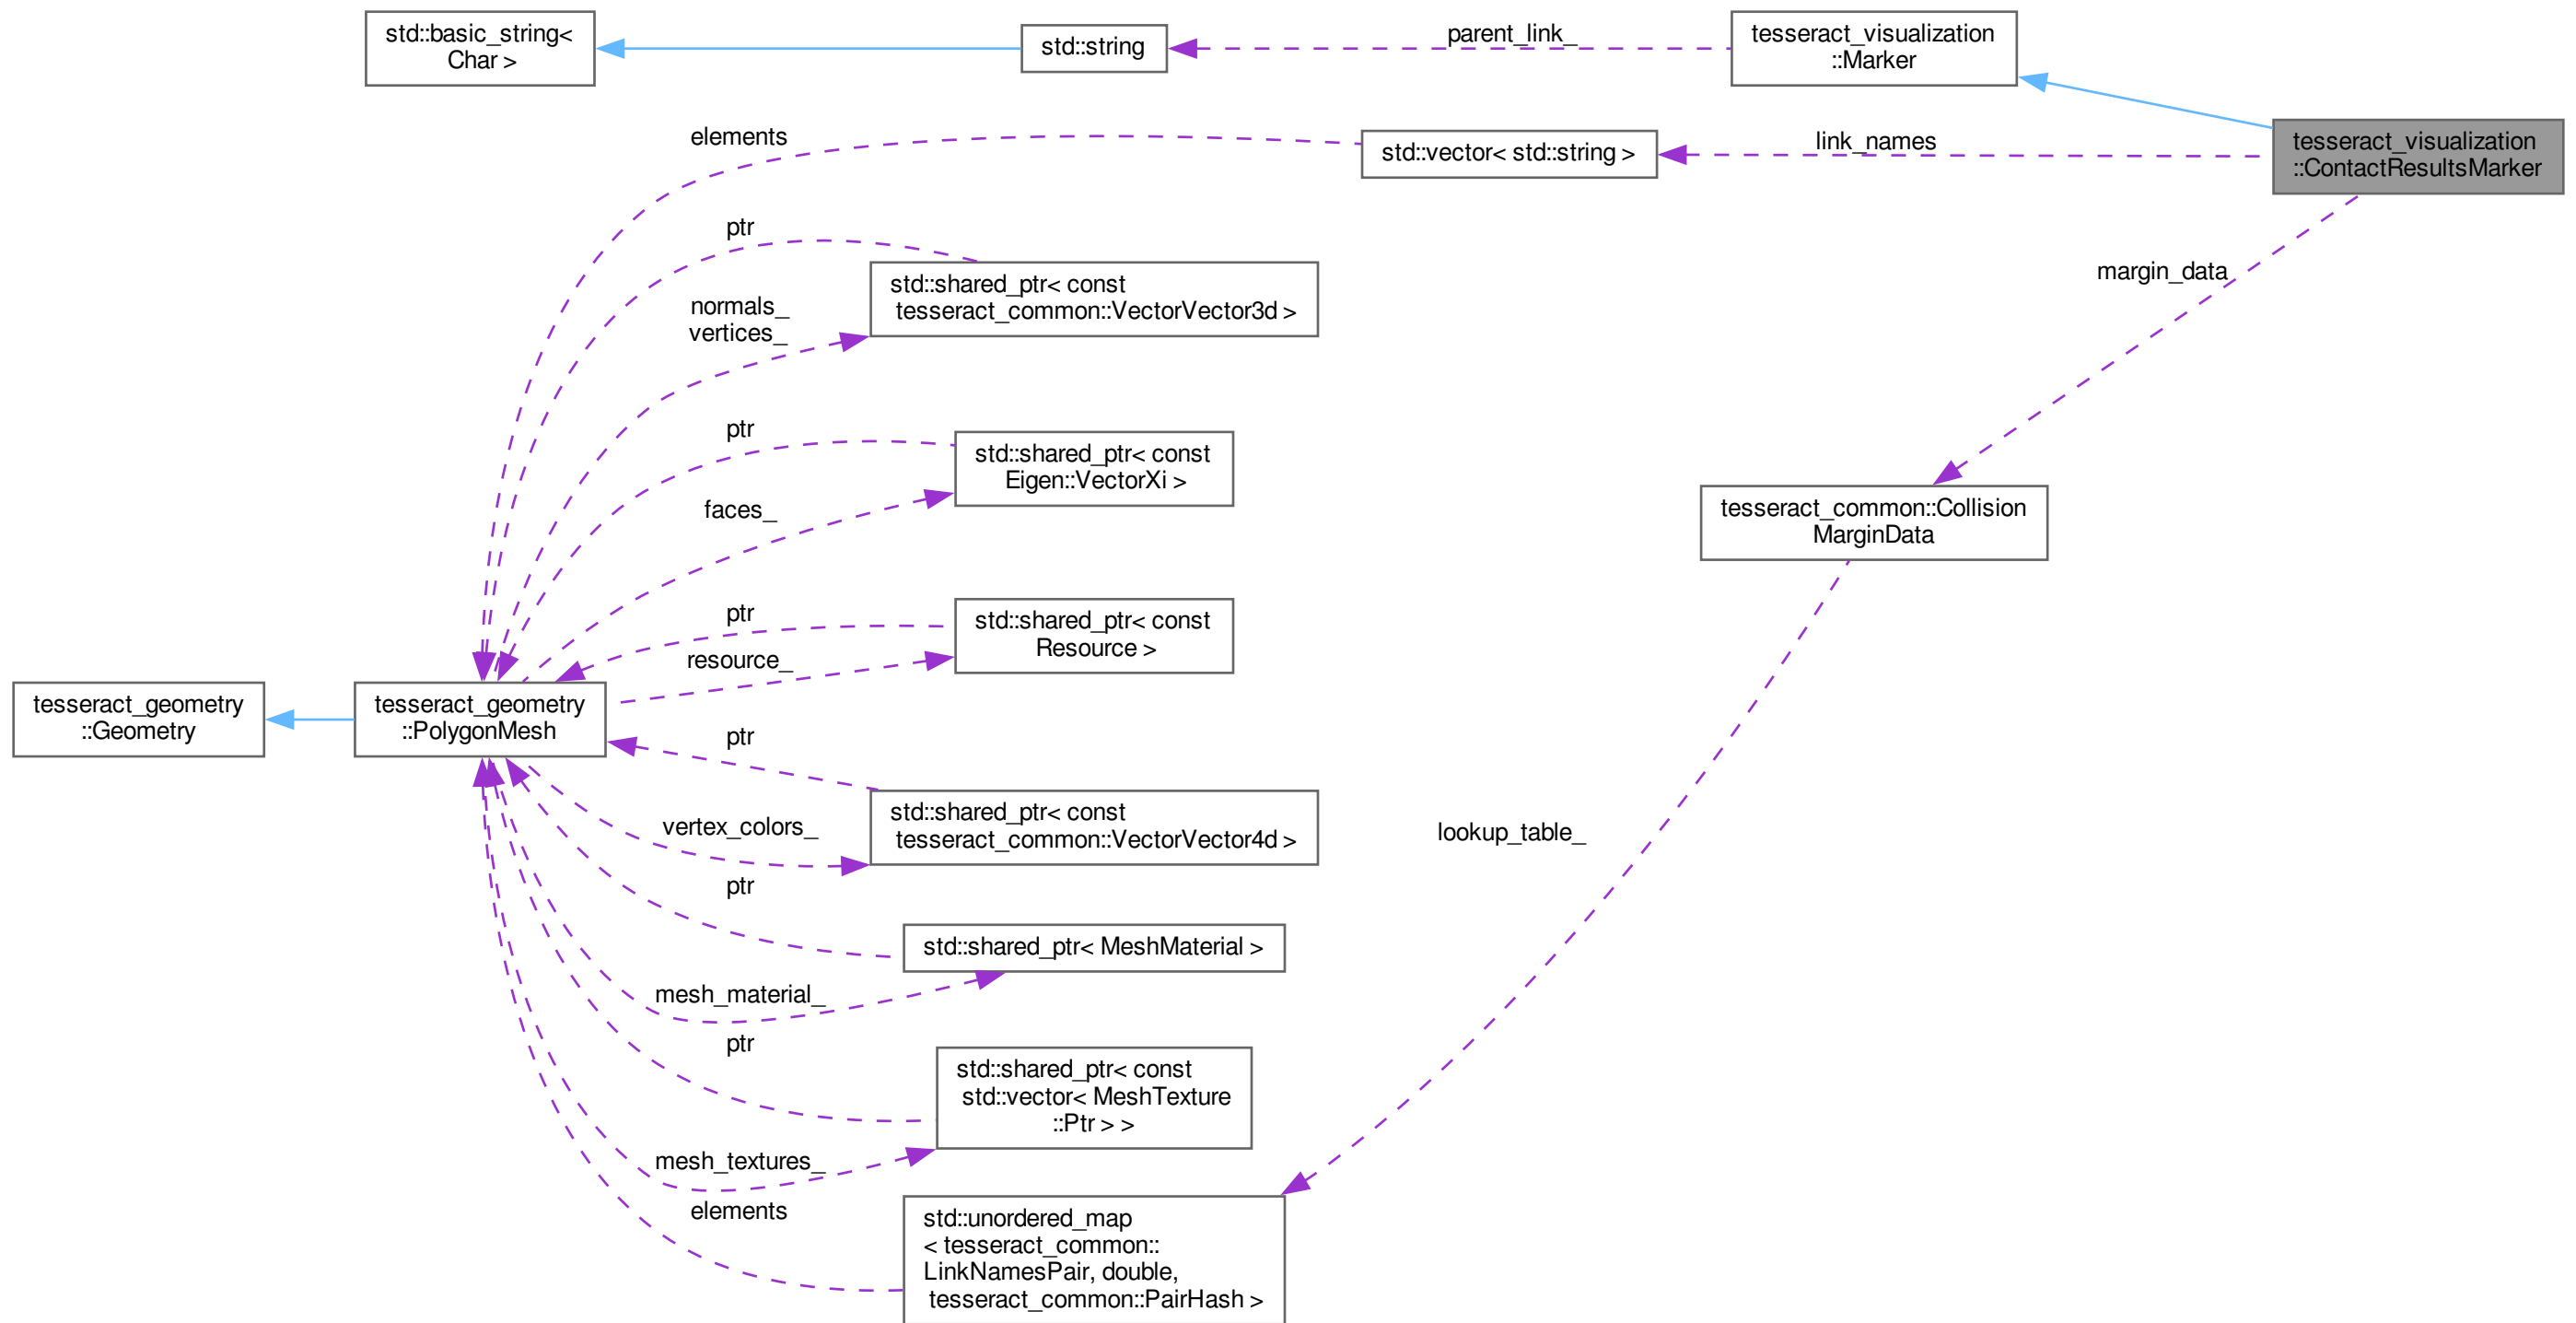 std::basic_string<
Char >
std::string
parent_link_
tesseract_visualization
::Marker
tesseract_visualization
::ContactResultsMarker
elements
std::vector< std::string >
link_names
ptr
std::shared_ptr< const
tesseract_common::VectorVector3d >
margin_data
normals_
vertices_
ptr
std::shared_ptr< const
Eigen::VectorXi >
faces_
tesseract_common::Collision
MarginData
ptr
std::shared_ptr< const
Resource >
resource_
tesseract_geometry
::Geometry
tesseract_geometry
::PolygonMesh
ptr
std::shared_ptr< const
tesseract_common::VectorVector4d >
vertex_colors_
lookup_table_
ptr
std::shared_ptr< MeshMaterial >
mesh_material_
ptr
std::shared_ptr< const
std::vector< MeshTexture
::Ptr > >
mesh_textures_
elements
std::unordered_map
< tesseract_common::
LinkNamesPair, double,
tesseract_common::PairHash >